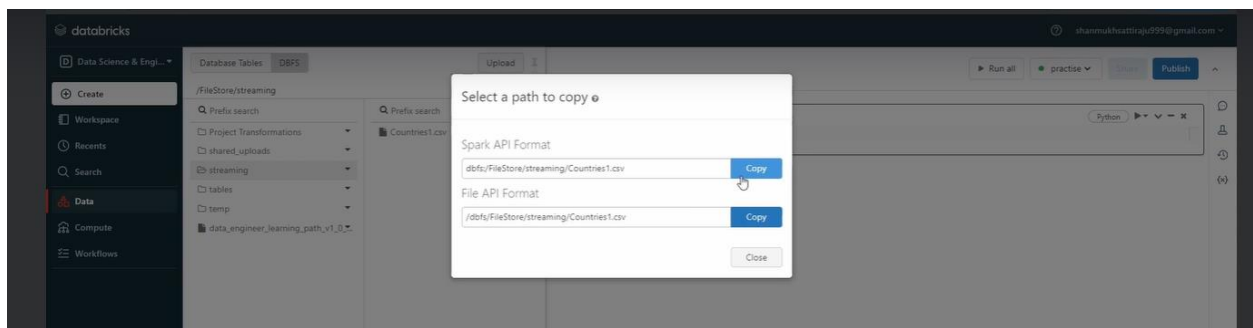 databricks
shanmukhsattiraju999@gmail.com
D Data Science & Engi...
Create
Workspace
Recents
Search
Data
Compute
Workflows
Database Tables DBFS
Upload
/FileStore/streaming
Prefix search
Project Transformations
shared_uploads
streaming
tables
temp
data_engineer_learning_path_v1_0_
Prefix search
Countries1.csv
Run all
practise
Publish
Python
Select a path to copy
Spark API Format
dbfs/FileStore/streaming/Countries1.csv
Copy
File API Format
/dbfs/FileStore/streaming/Countries1.csv
Copy
Close